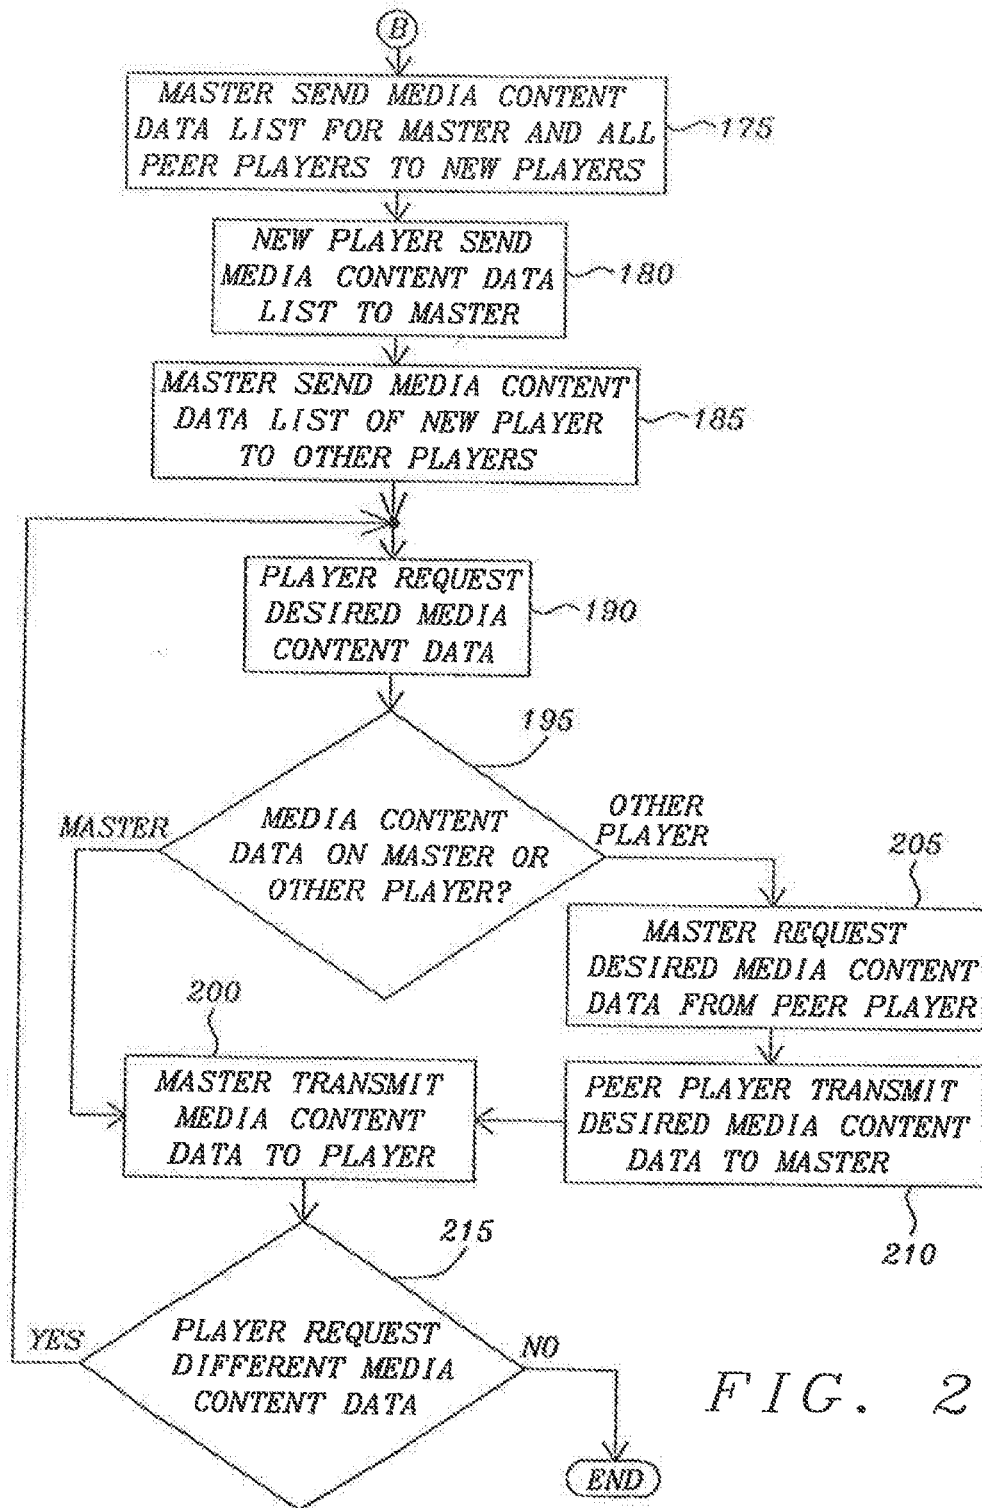 B
MASTER SEND MEDIA CONTENT
DATA LIST FOR MASTER AND ALL
PEER PLAYERS TO NEW PLAYERS
175
NEW PLAYER SEND
MEDIA CONTENT DATA
LIST TO MASTER
180
MASTER SEND MEDIA CONTENT
DATA LIST OF NEW PLAYER
TO OTHER PLAYERS
185
PLAYER REQUEST
DESIRED MEDIA
CONTENT DATA
190
195
MEDIA CONTENT
DATA ON MASTER OR
OTHER PLAYER?
MASTER
OTHER
PLAYER
205
MASTER REQUEST
DESIRED MEDIA CONTENT
DATA FROM PEER PLAYER
200
MASTER TRANSMIT
MEDIA CONTENT
DATA TO PLAYER
PEER PLAYER TRANSMIT
DESIRED MEDIA CONTENT
DATA TO MASTER
210
215
PLAYER REQUEST
DIFFERENT MEDIA
CONTENT DATA
YES
NO
END
FIG. 2